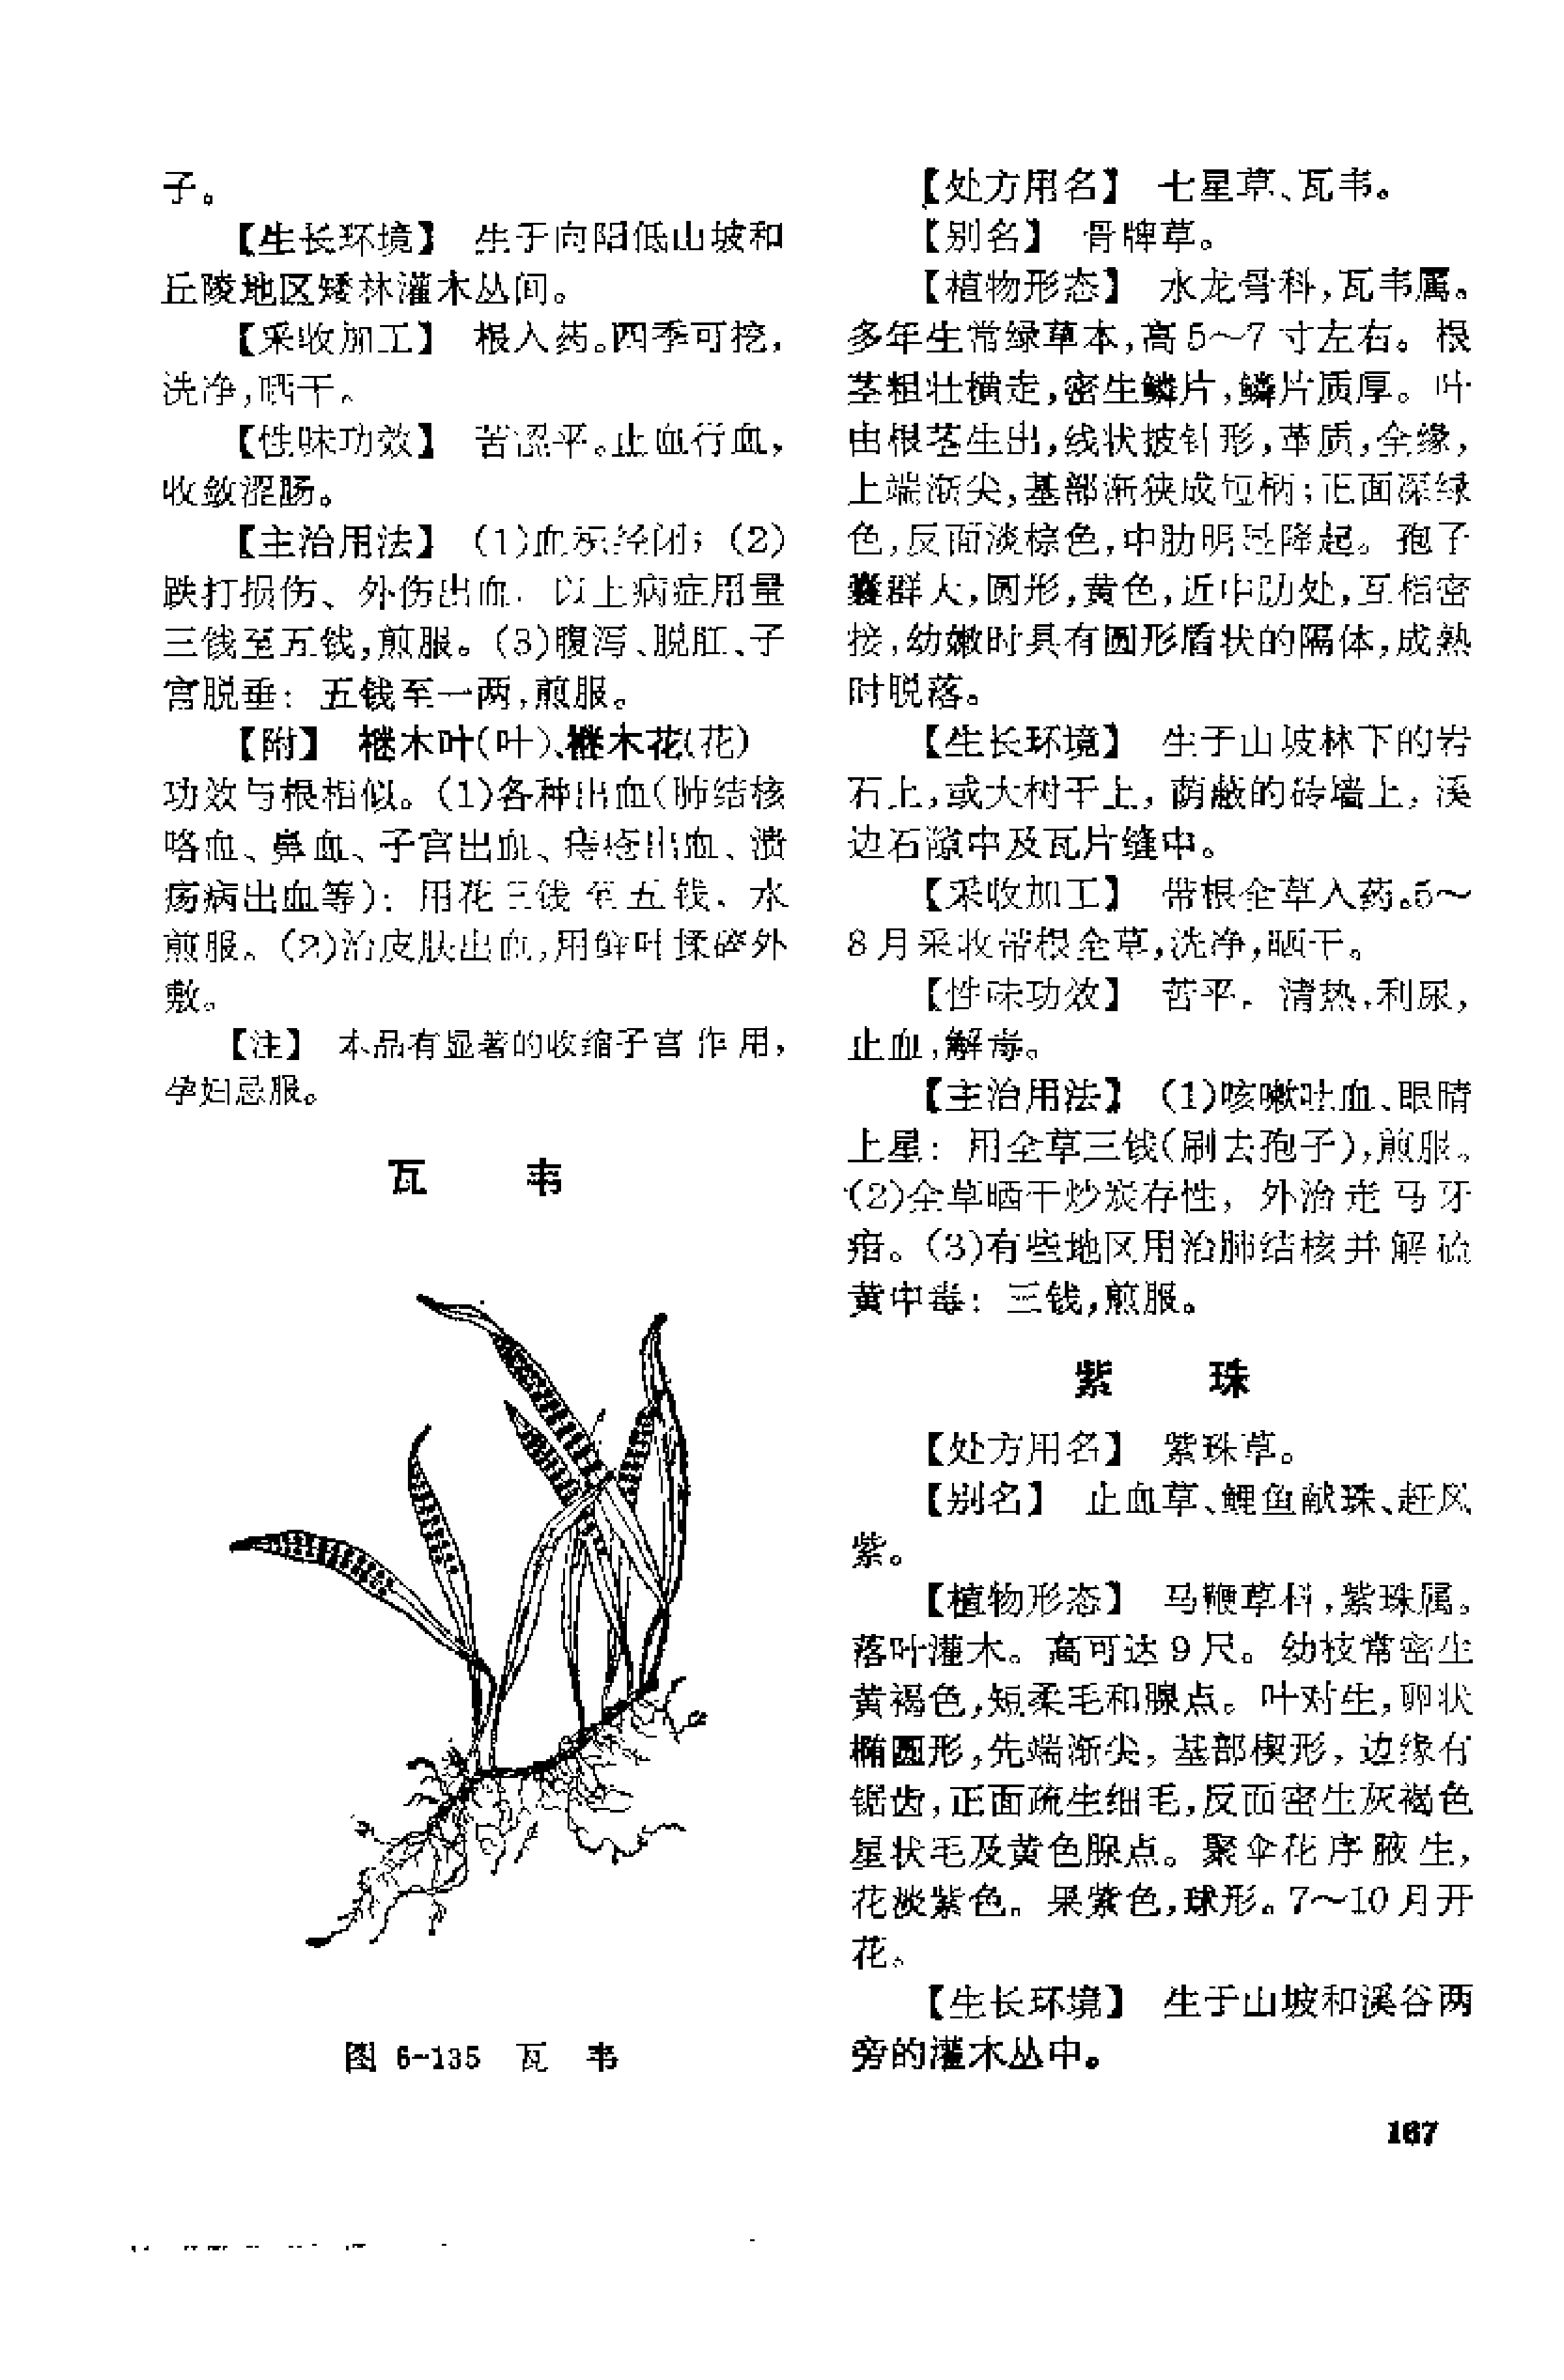 子。
【生长环境】 生于向阳低山坡和
丘陵地区矮林灌木丛间。
【采收加工】 根入药。四季可挖，
洗净，晒干。
【性味功效】 苦涩平。止血行血，
收敛涩肠。
【主治用法】 (1)血瘀经闭；(2)
跌打损伤、外伤出血．以上病症用量
三钱至五钱，煎服。(3)腹泻、脱肛、子
宫脱垂：五钱至一两，煎服。
【附】 檵木叶(叶)、檵木花(花)
功效与根相似。(1)各种出血(肺结核
咯血、鼻血、子宫出血、痔疮出血、溃
疡病出血等)：用花三钱至五钱，水
煎服。(2)治皮肤出血，用鲜叶揉碎外
敷。
【注】 本品有显著的收缩子宫作用，
孕妇忌服。
瓦 韦
图 6-135 瓦 韦
【处方用名】 七星草、瓦韦。
【别名】 骨牌草。
【植物形态】 水龙骨科，瓦韦属。
多年生常绿草本，高5～7寸左右。根
茎粗壮横走，密生鳞片，鳞片质厚。叶
由根茎生出，线状披针形，革质，全缘，
上端渐尖，基部渐狭成短柄；正面深绿
色，反面淡棕色，中肋明显降起。孢子
囊群大，圆形，黄色，近中肋处，互相密
接，幼嫩时具有圆形盾状的隔体，成熟
时脱落。
【生长环境】 生于山坡林下的岩
石上，或大树干上，荫蔽的砖墙上，溪
边石隙中及瓦片缝中。
【采收加工】 带根全草入药。5～
8月采收带根全草，洗净，晒干。
【性味功效】 苦平。清热，利尿，
止血，解毒。
【主治用法】 (1)咳嗽吐血、眼睛
上星：用全草三钱(刷去孢子)，煎服。
(2)全草晒干炒炭存性，外治走马牙
疳。(3)有些地区用治肺结核并解硫
黄中毒：三钱，煎服。
紫 珠
【处方用名】 紫珠草。
【别名】 止血草、鲤鱼献珠、赶风
紫。
【植物形态】 马鞭草科，紫珠属。
落叶灌木。高可达9尺。幼枝常密生
黄褐色，短柔毛和腺点。叶对生，卵状
椭圆形，先端渐尖，基部楔形，边缘有
锯齿，正面疏生细毛，反面密生灰褐色
星状毛及黄色腺点。聚伞花序腋生，
花淡紫色。果紫色，球形。7～10月开
花。
【生长环境】 生于山坡和溪谷两
旁的灌木丛中。
167